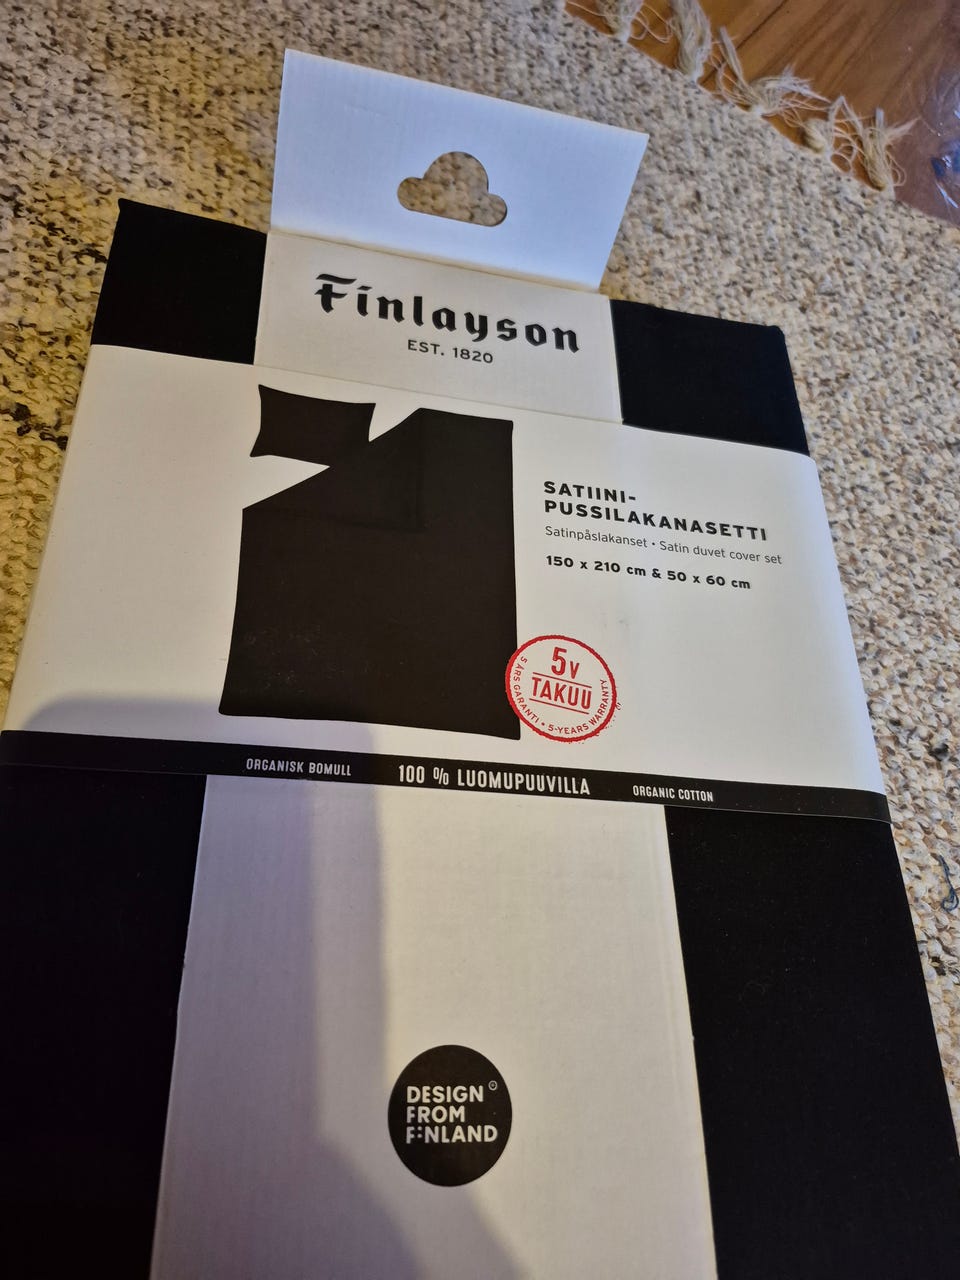 Finlayson
EST. 1820
SATIINI-
PUSSILAKANASETTI
Satinpåslakanset • Satin duvet cover set
150 x 210 cm & 50 x 60 cm
5v
TAKUU
5 ÅRS GARANTI • 5-YEARS WARRANTY
ORGANISK BOMULL 100 % LUOMUPUUVILLA ORGANIC COTTON
DESIGN
FROM
FINLAND